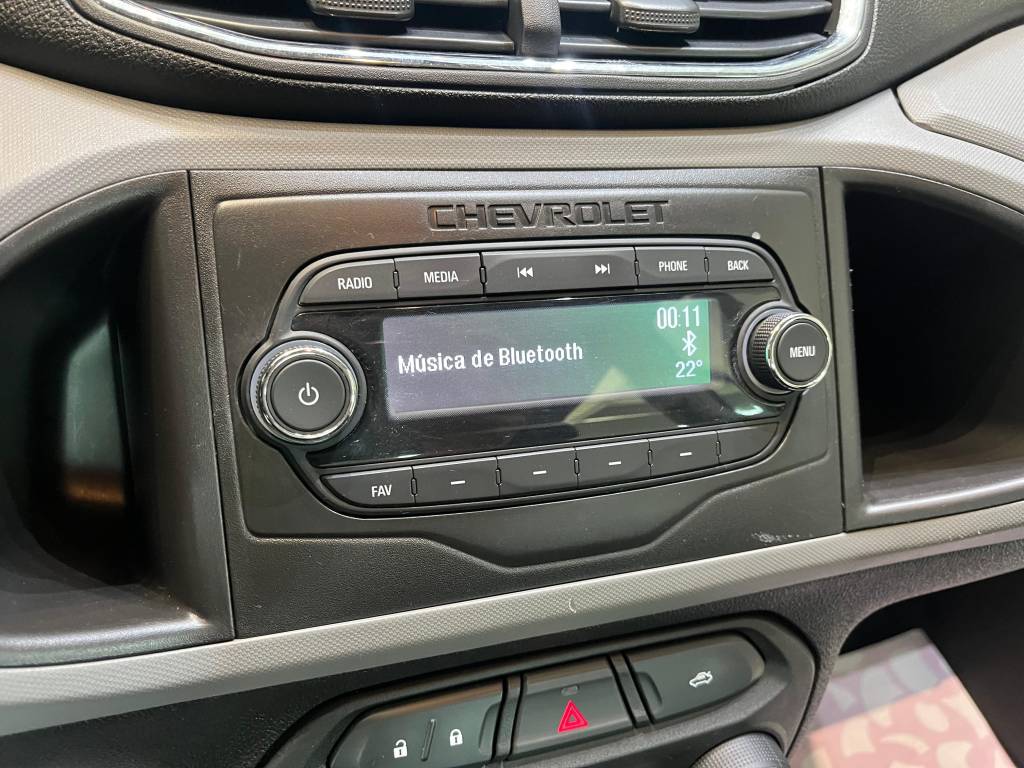 CHEVROLET
RADIO
MEDIA
PHONE
BACK
00:11
Música de Bluetooth
22°
MENU
FAV